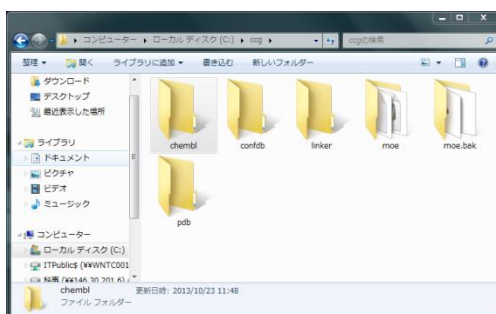 コンピューター ▸ ローカル ディスク (C:) ▸ ccg ▸
ccgの検索
整理 ▼ 開く ライブラリに追加 ▼ 書き込む 新しいフォルダー
ダウンロード
デスクトップ
最近表示した場所
ライブラリ
ドキュメント
ピクチャ
ビデオ
ミュージック
コンピューター
ローカル ディスク (C:)
ITPublic$ (¥¥WNTC001
(¥¥146.30.201.6)
chembl confdb linker moe moe.bak
pdb
chembl 更新日時: 2013/10/23 11:48
ファイル フォルダー